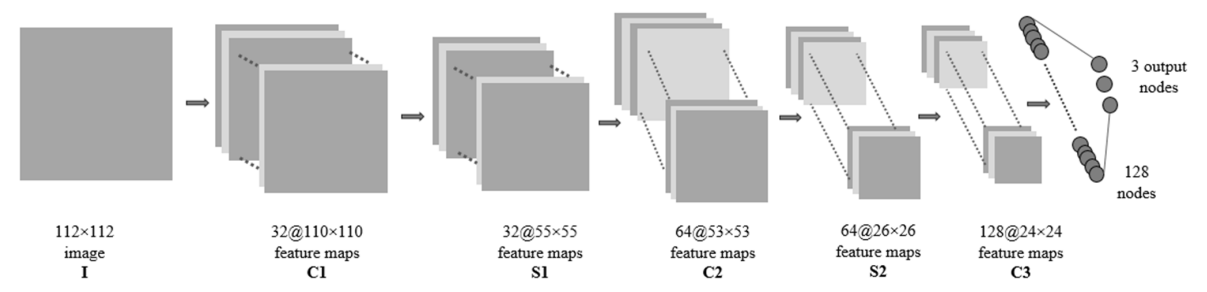 3 output
nodes
128
nodes
112×112
image
I
32@110×110
feature maps
C1
32@55×55
feature maps
S1
64@53×53
feature maps
C2
64@26×26
feature maps
S2
128@24×24
feature maps
C3